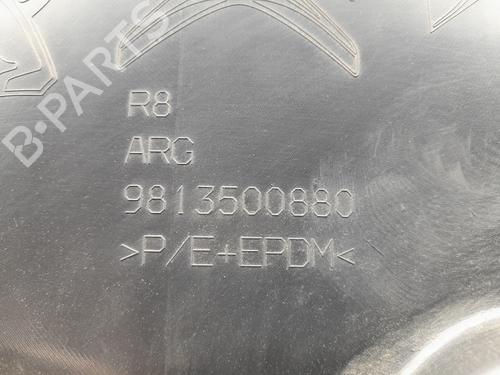 B-PARTS
R8
ARG
9813500880
>P/E+EPDM<